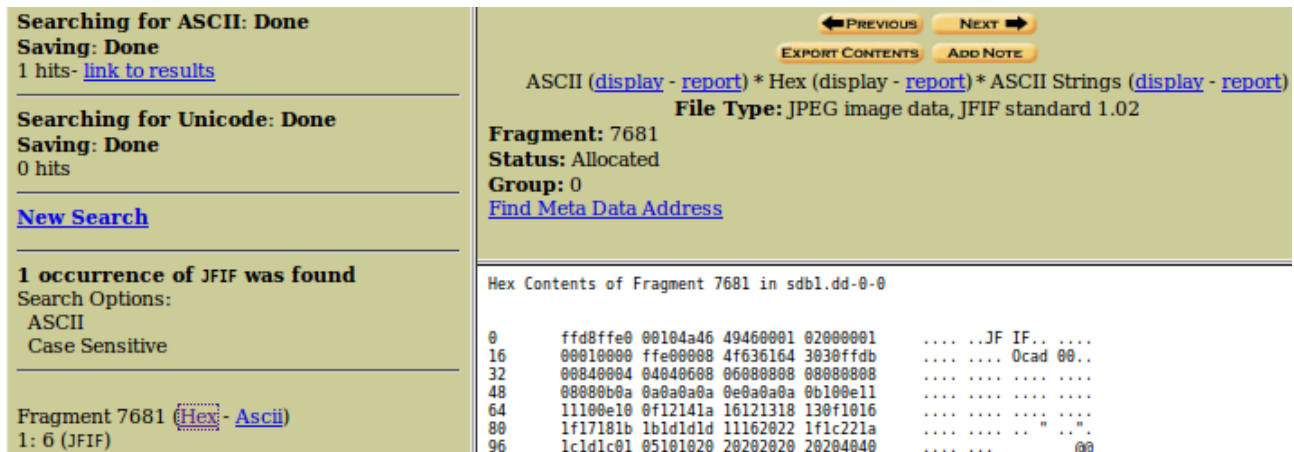 Searching for ASCII: Done
Saving: Done
1 hits- link to results
Searching for Unicode: Done
Saving: Done
0 hits
New Search
1 occurrence of JFIF was found
Search Options:
ASCII
Case Sensitive
Fragment 7681 (Hex - Ascii)
1: 6 (JFIF)
PREVIOUS NEXT
EXPORT CONTENTS ADD NOTE
ASCII (display - report) * Hex (display - report) * ASCII Strings (display - report)
File Type: JPEG image data, JFIF standard 1.02
Fragment: 7681
Status: Allocated
Group: 0
Find Meta Data Address
Hex Contents of Fragment 7681 in sdb1.dd-0-0
0 ffd8ffe0 00104a46 49460001 02000001 .... ..JF IF.. ....
16 00010000 ffe00008 4f636164 3030ffdb .... .... Ocad 00..
32 00840004 04040608 06080808 08080808 .... .... .... ....
48 08080b0a 0a0a0a0a 0e0a0a0a 0b100e11 .... .... .... ....
64 11100e10 0f12141a 16121318 130f1016 .... .... .... ....
80 1f17181b 1b1d1d1d 11162022 1f1c221a .... .... .. " ..".
96 1c1d1c01 05101020 20202020 20204040 .... ... @@